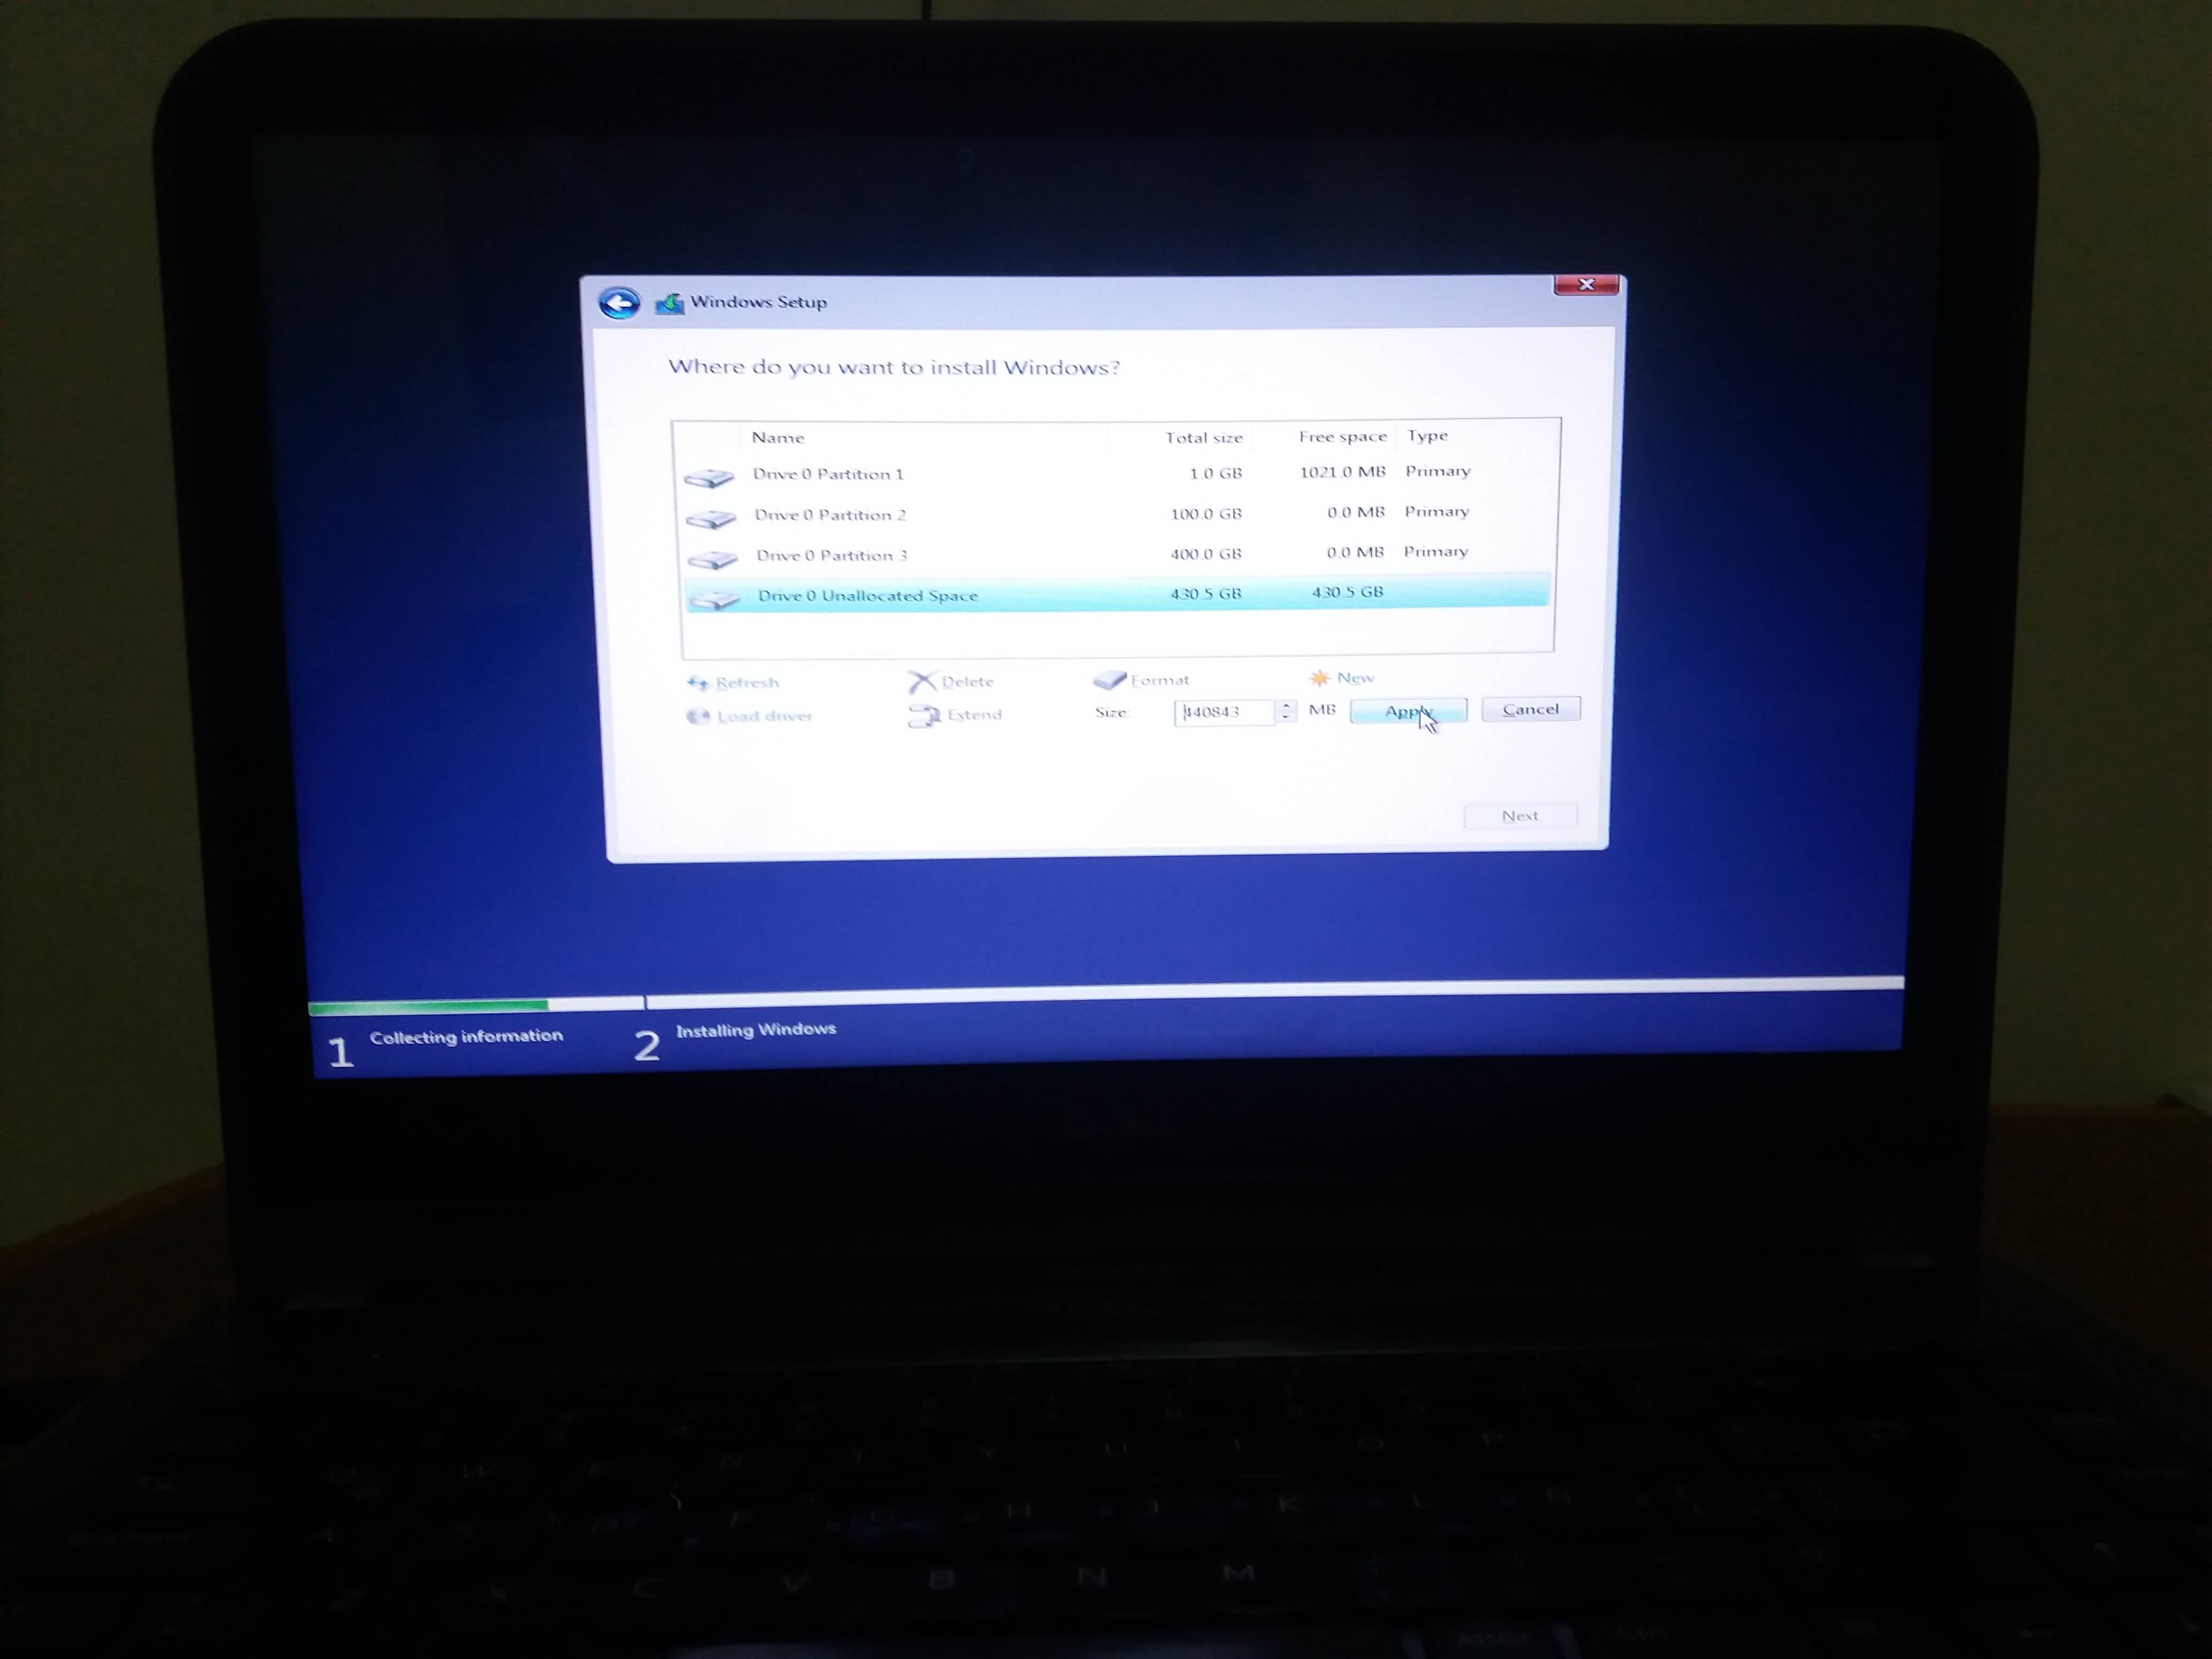 Windows Setup
Where do you want to install Windows?
Name Total size Free space Type
Drive 0 Partition 1 1.0 GB 1021.0 MB Primary
Drive 0 Partition 2 100.0 GB 0.0 MB Primary
Drive 0 Partition 3 400.0 GB 0.0 MB Primary
Drive 0 Unallocated Space 430.5 GB 430.5 GB
Refresh Delete Format New
Load driver Extend Size: 440843 MB Apply Cancel
Next
1 Collecting information 2 Installing Windows
W E R Y U I O P
A D F G H J K L Ñ
Z X C V B N M